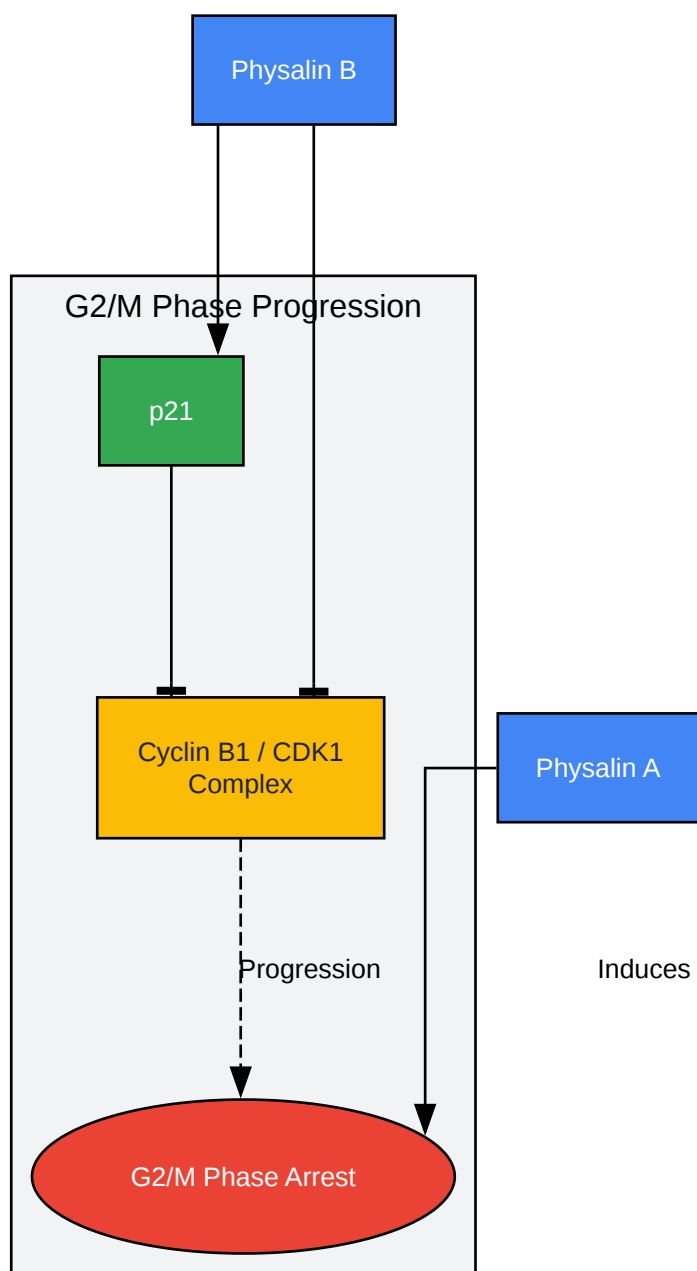 Physalin B
G2/M Phase Progression
p21
Cyclin B1 / CDK1
Complex
Physalin A
Progression
Induces
G2/M Phase Arrest